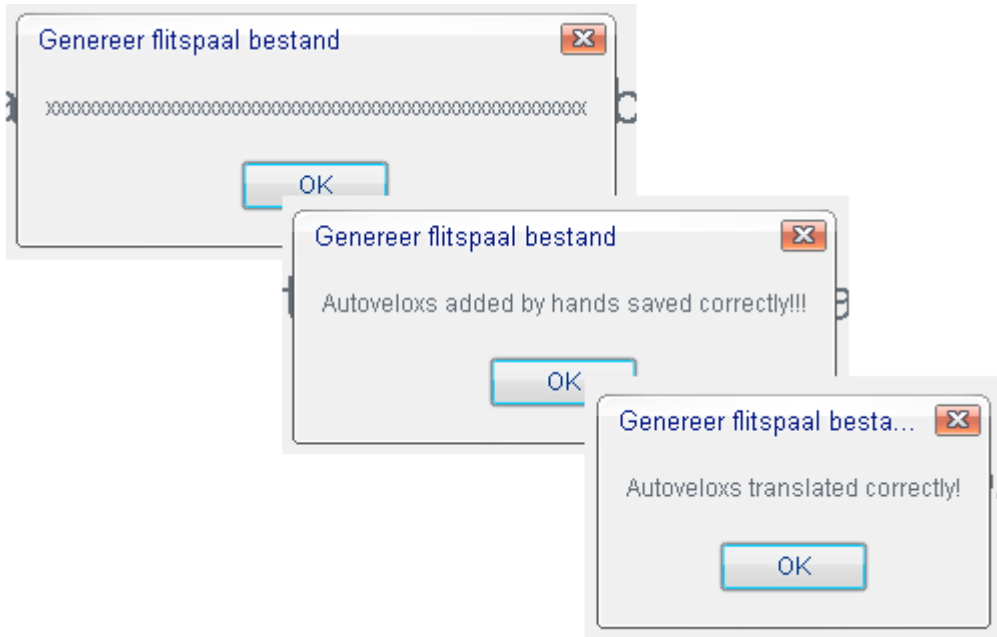 Genereer flitspaal bestand
xxxxxxxxxxxxxxxxxxxxxxxxxxxxxxxxxxxxxxxxxxxxxxxxxxxxxxxxxxxx
OK
Genereer flitspaal bestand
Autoveloxs added by hands saved correctly!!!
OK
Genereer flitspaal besta...
Autoveloxs translated correctly!
OK